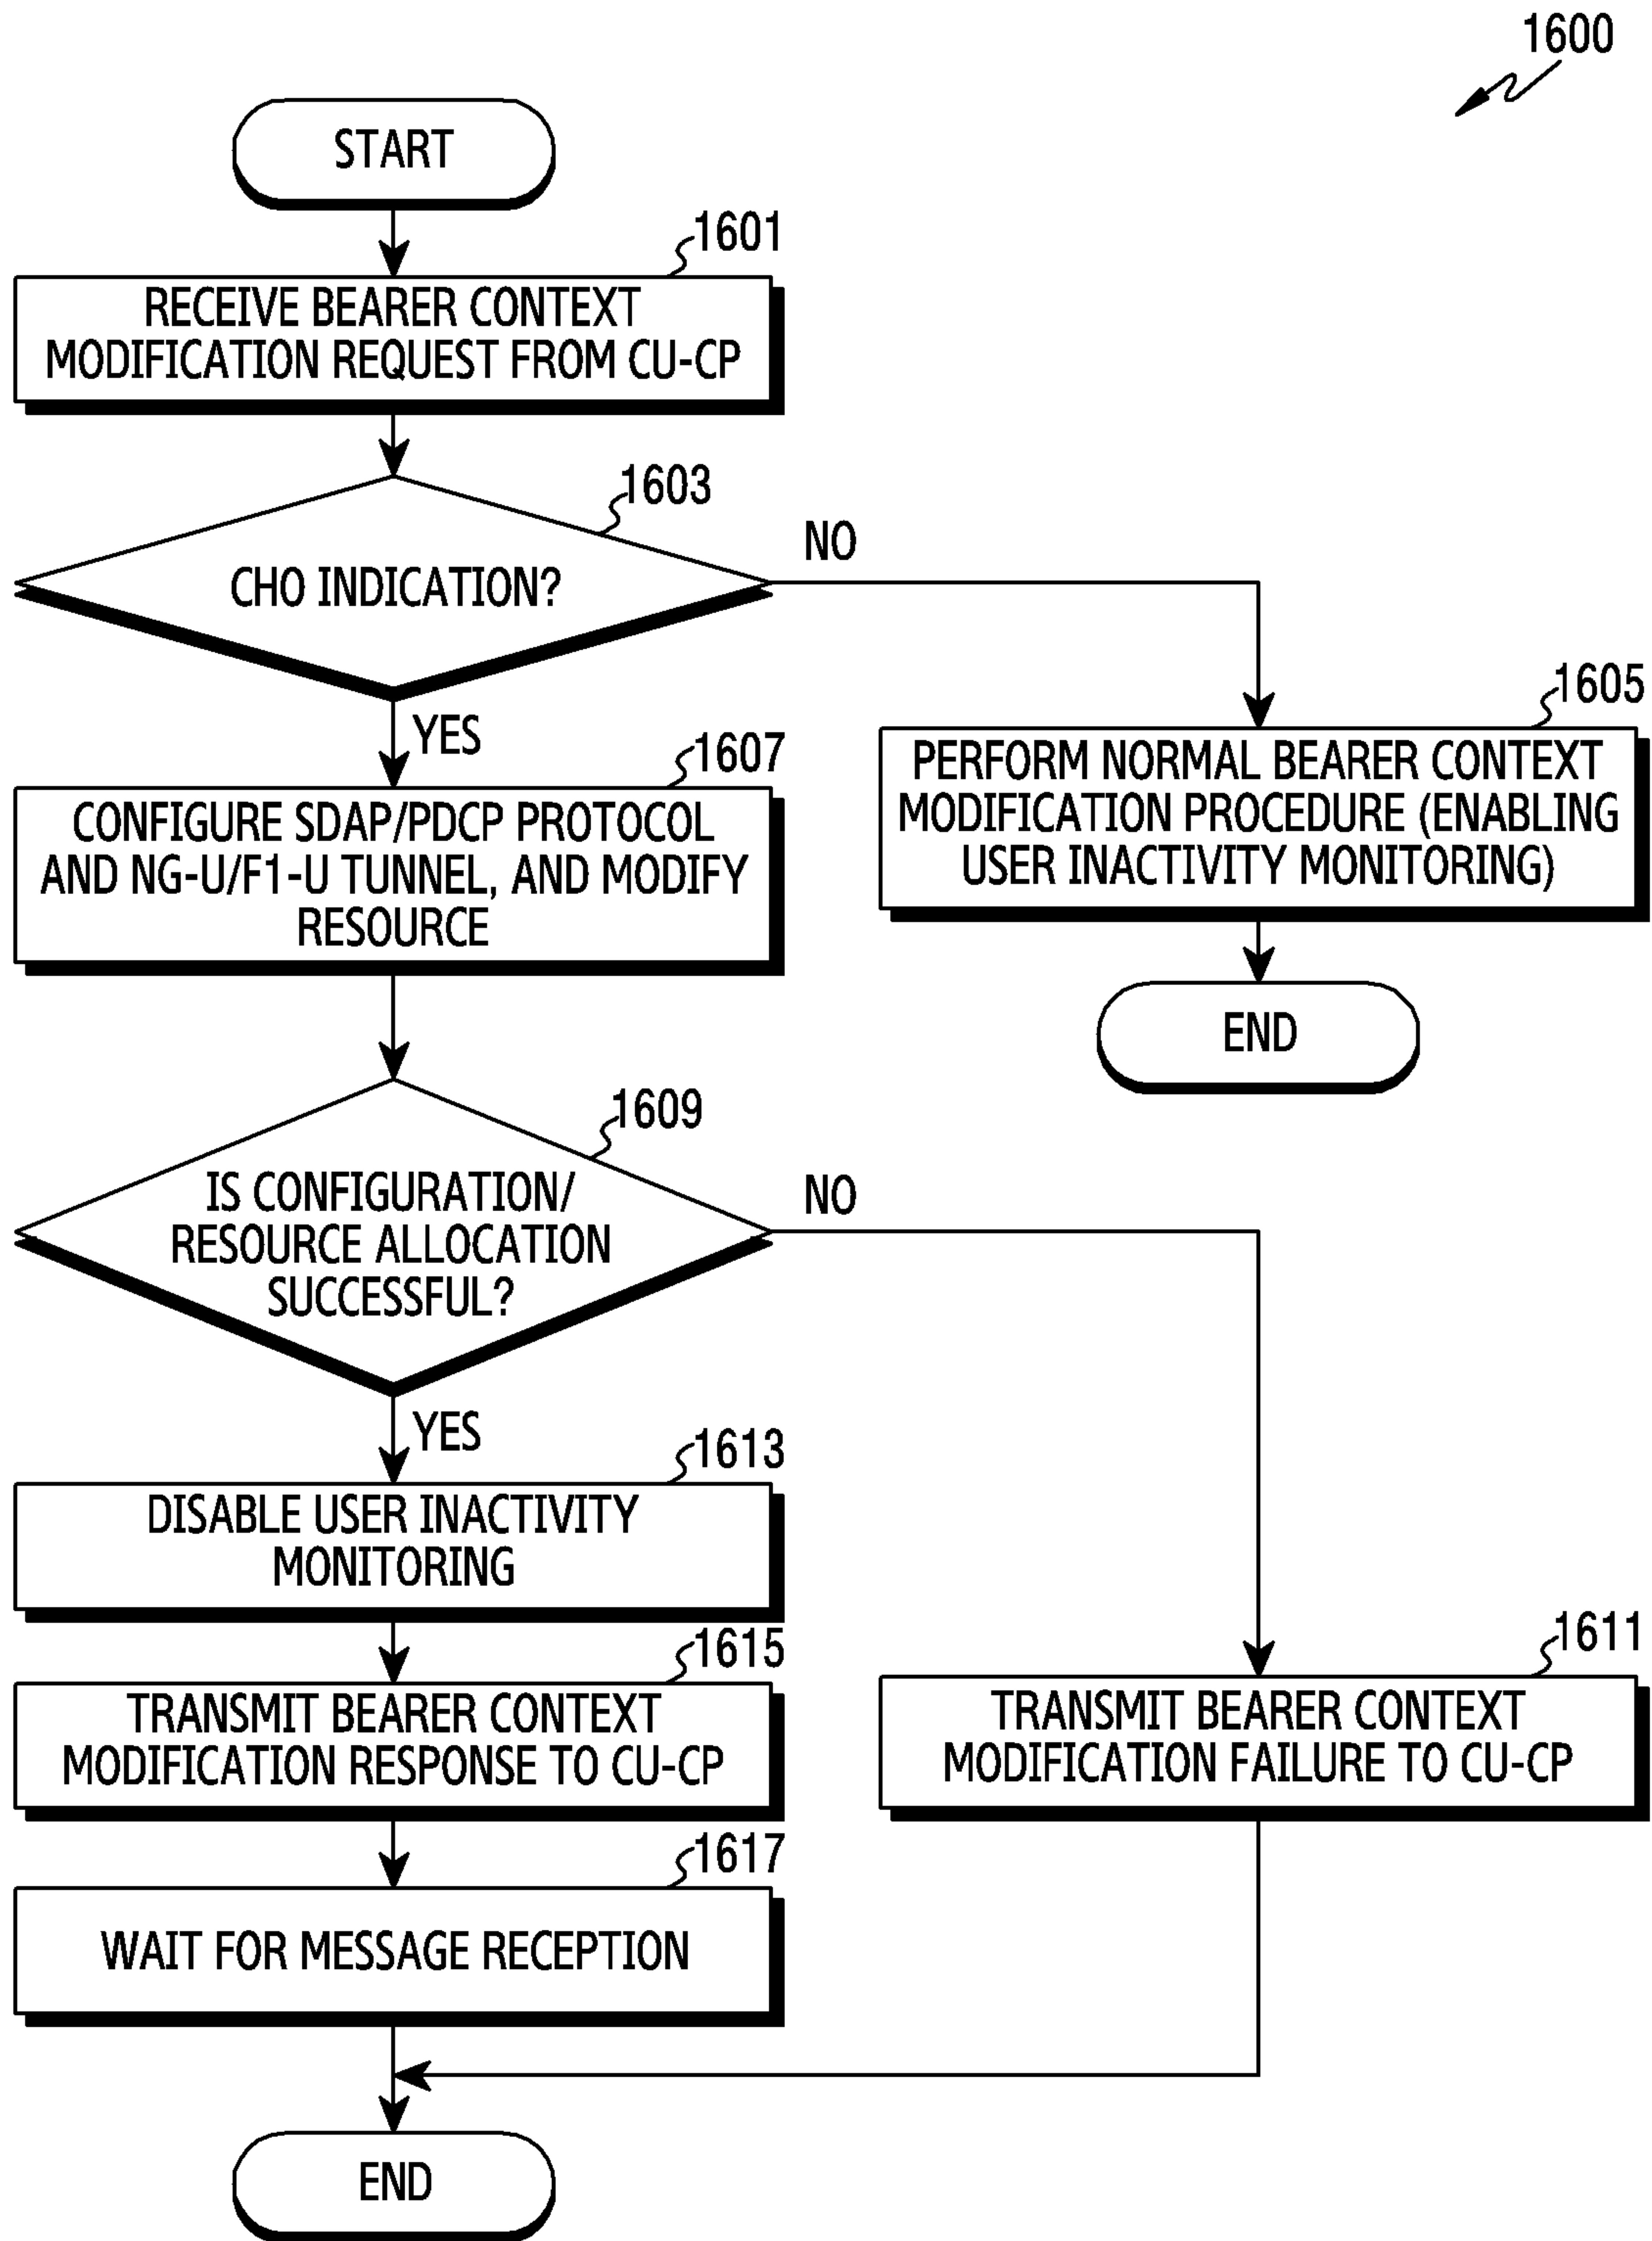 1600
START
1601
RECEIVE BEARER CONTEXT
MODIFICATION REQUEST FROM CU-CP
1603
CHO INDICATION?
NO
YES
1605
PERFORM NORMAL BEARER CONTEXT
MODIFICATION PROCEDURE (ENABLING
USER INACTIVITY MONITORING)
END
1607
CONFIGURE SDAP/PDCP PROTOCOL
AND NG-U/F1-U TUNNEL, AND MODIFY
RESOURCE
1609
IS CONFIGURATION/
RESOURCE ALLOCATION
SUCCESSFUL?
NO
YES
1613
DISABLE USER INACTIVITY
MONITORING
1615
TRANSMIT BEARER CONTEXT
MODIFICATION RESPONSE TO CU-CP
1611
TRANSMIT BEARER CONTEXT
MODIFICATION FAILURE TO CU-CP
1617
WAIT FOR MESSAGE RECEPTION
END